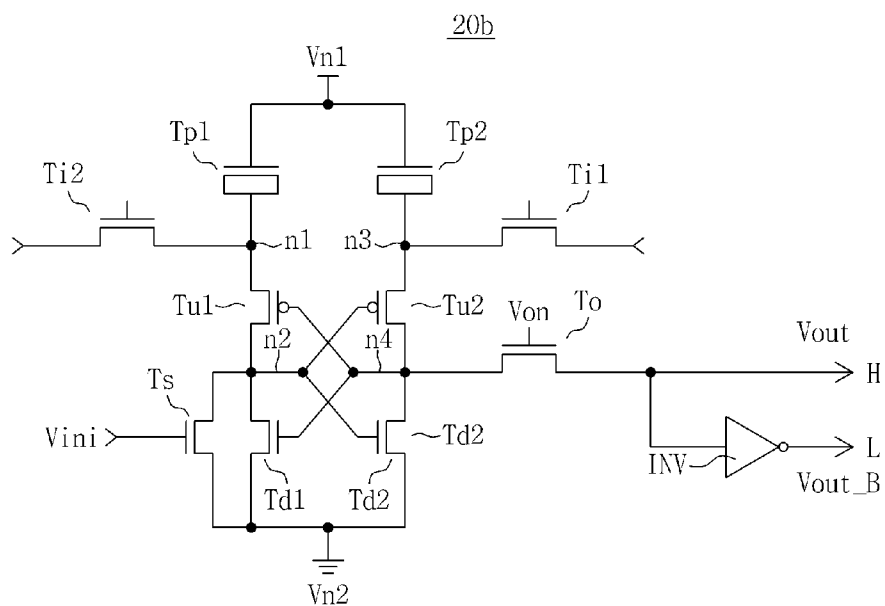 20b
Vn1
Tp1
Tp2
Ti2
Ti1
n1
n3
Tu1
Tu2
Von
To
Vout
n2
n4
H
Ts
Vini
Td2
INV
L
Td1
Td2
Vout_B
Vn2